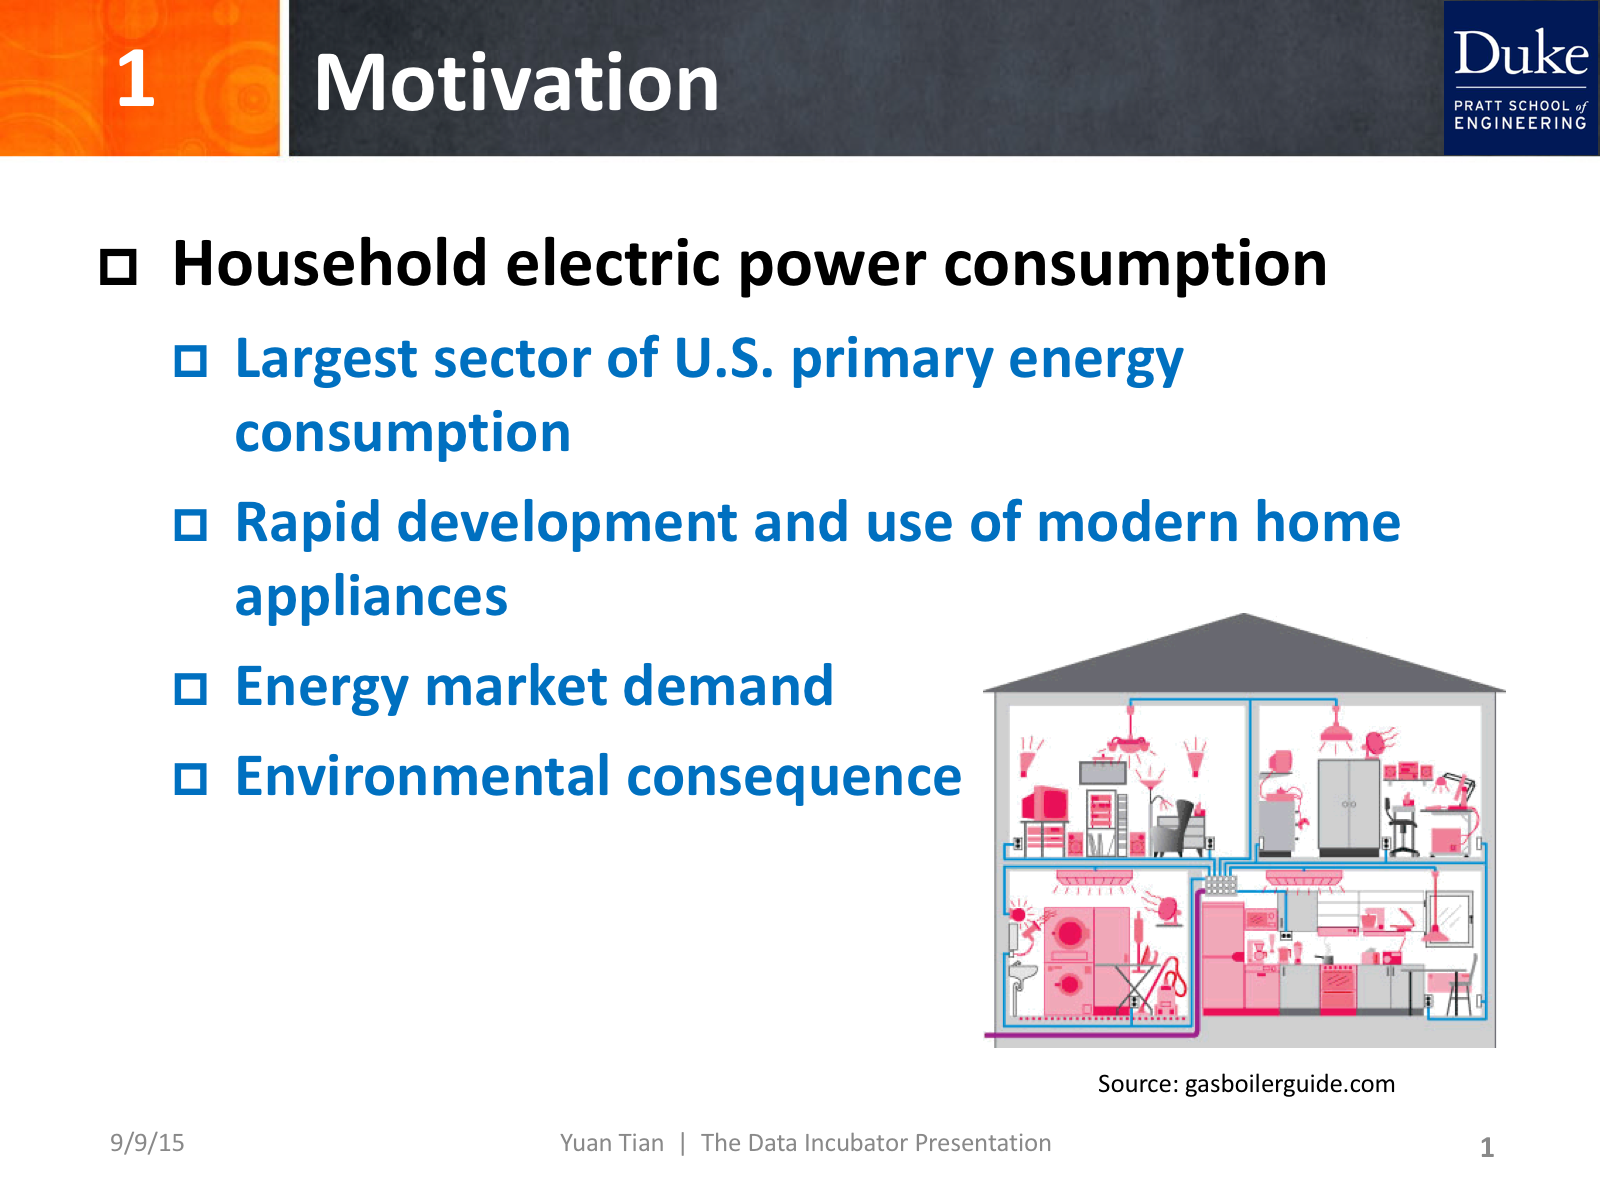 1
Motivation
Duke
PRATT SCHOOL of
ENGINEERING
Household electric power consumption
Largest sector of U.S. primary energy
consumption
Rapid development and use of modern home
appliances
Energy market demand
Environmental consequence
Source: gasboilerguide.com
9/9/15
Yuan Tian | The Data Incubator Presentation
1